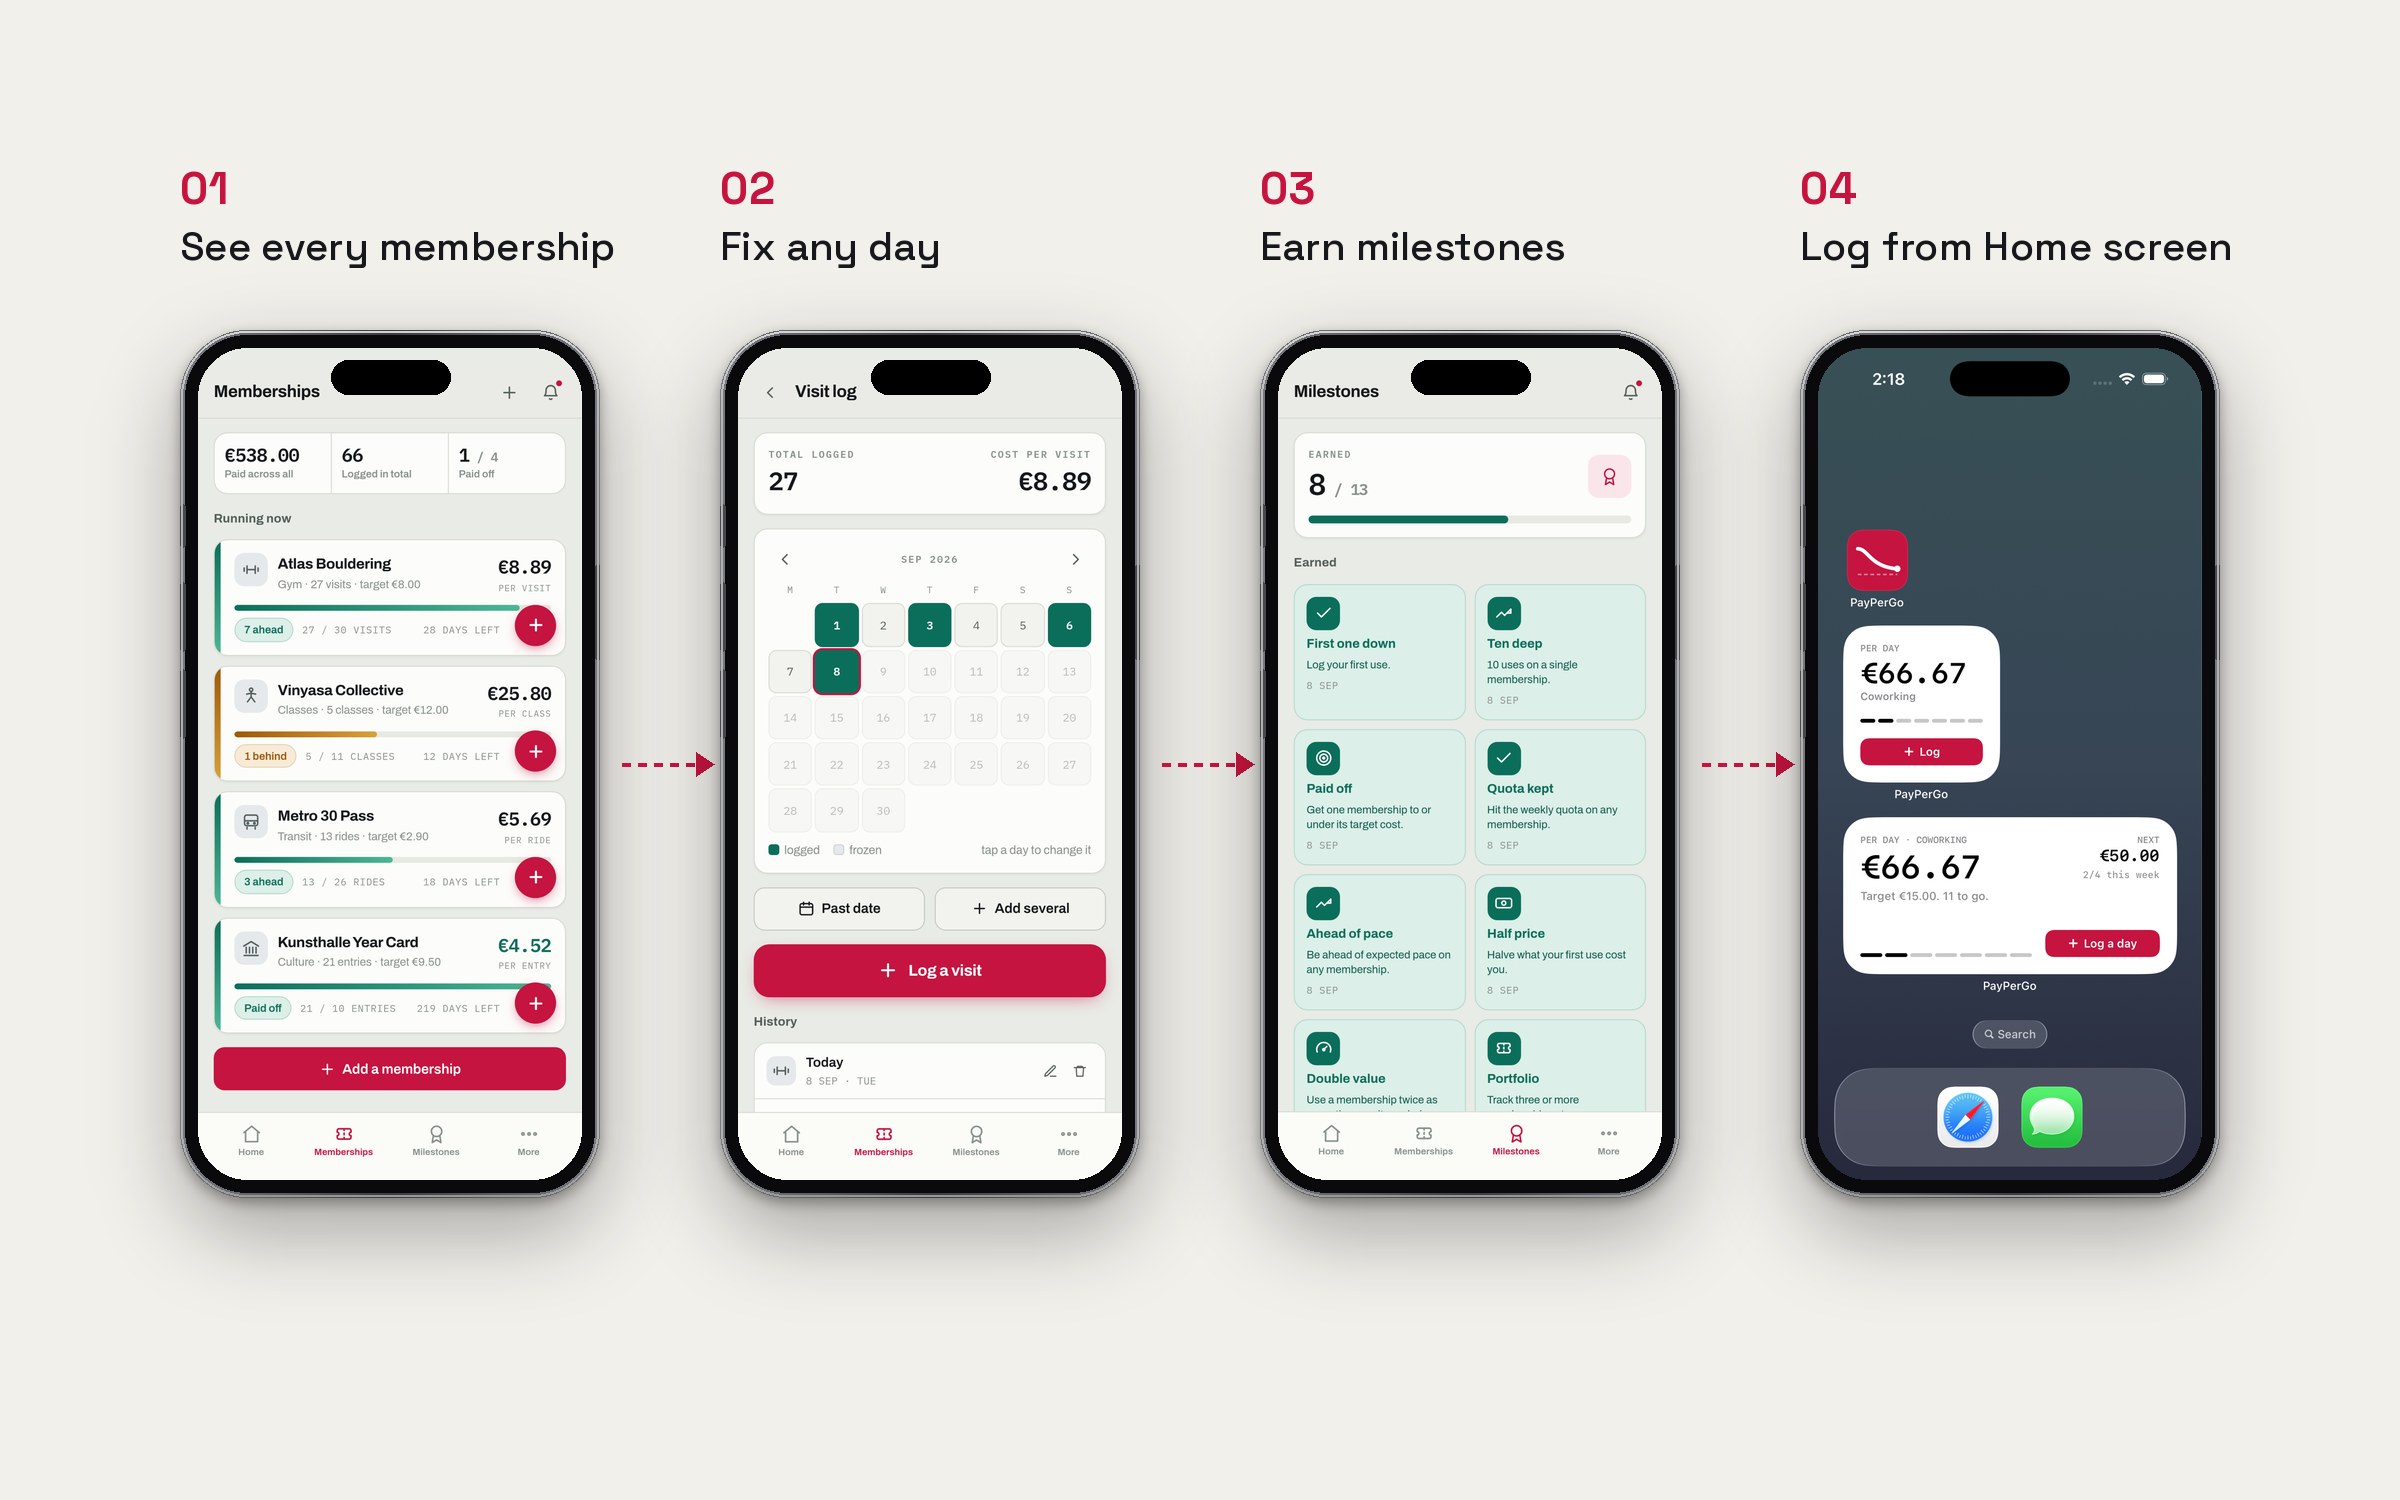 01
See every membership
Memberships
€538.00
Paid across all
66
Logged in total
1 / 4
Paid off
Running now
Atlas Bouldering
Gym · 27 visits · target €8.00
€8.89
PER VISIT
7 ahead
27 / 30 VISITS
28 DAYS LEFT
Vinyasa Collective
Classes · 5 classes · target €12.00
€25.80
PER CLASS
1 behind
5 / 11 CLASSES
12 DAYS LEFT
Metro 30 Pass
Transit · 13 rides · target €2.90
€5.69
PER RIDE
3 ahead
13 / 26 RIDES
18 DAYS LEFT
Kunsthalle Year Card
Culture · 21 entries · target €9.50
€4.52
PER ENTRY
Paid off
21 / 10 ENTRIES
219 DAYS LEFT
+ Add a membership
Home
Memberships
Milestones
More
02
Fix any day
Visit log
TOTAL LOGGED
27
COST PER VISIT
€8.89
SEP 2026
M T W T F S S
1 2 3 4 5 6
7 8 9 10 11 12 13
14 15 16 17 18 19 20
21 22 23 24 25 26 27
28 29 30
logged
frozen
tap a day to change it
Past date
+ Add several
+ Log a visit
History
Today
8 SEP · TUE
Home
Memberships
Milestones
More
03
Earn milestones
Milestones
EARNED
8 / 13
Earned
First one down
Log your first use.
8 SEP
Ten deep
10 uses on a single
membership.
8 SEP
Paid off
Get one membership to or
under its target cost.
8 SEP
Quota kept
Hit the weekly quota on any
membership.
8 SEP
Ahead of pace
Be ahead of expected pace on
any membership.
8 SEP
Half price
Halve what your first use cost
you.
8 SEP
Double value
Use a membership twice as
Portfolio
Track three or more
Home
Memberships
Milestones
More
04
Log from Home screen
2:18
PayPerGo
PER DAY
€66.67
Coworking
+ Log
PayPerGo
PER DAY · COWORKING
€66.67
Target €15.00. 11 to go.
NEXT
€50.00
2/4 this week
+ Log a day
PayPerGo
Search